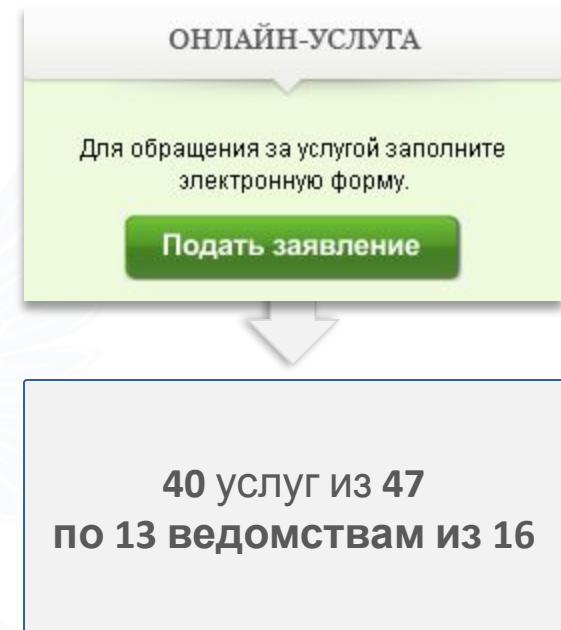 ОНЛАЙН-УСЛУГА
Для обращения за услугой заполните
электронную форму.
Подать заявление
40 услуг из 47
по 13 ведомствам из 16